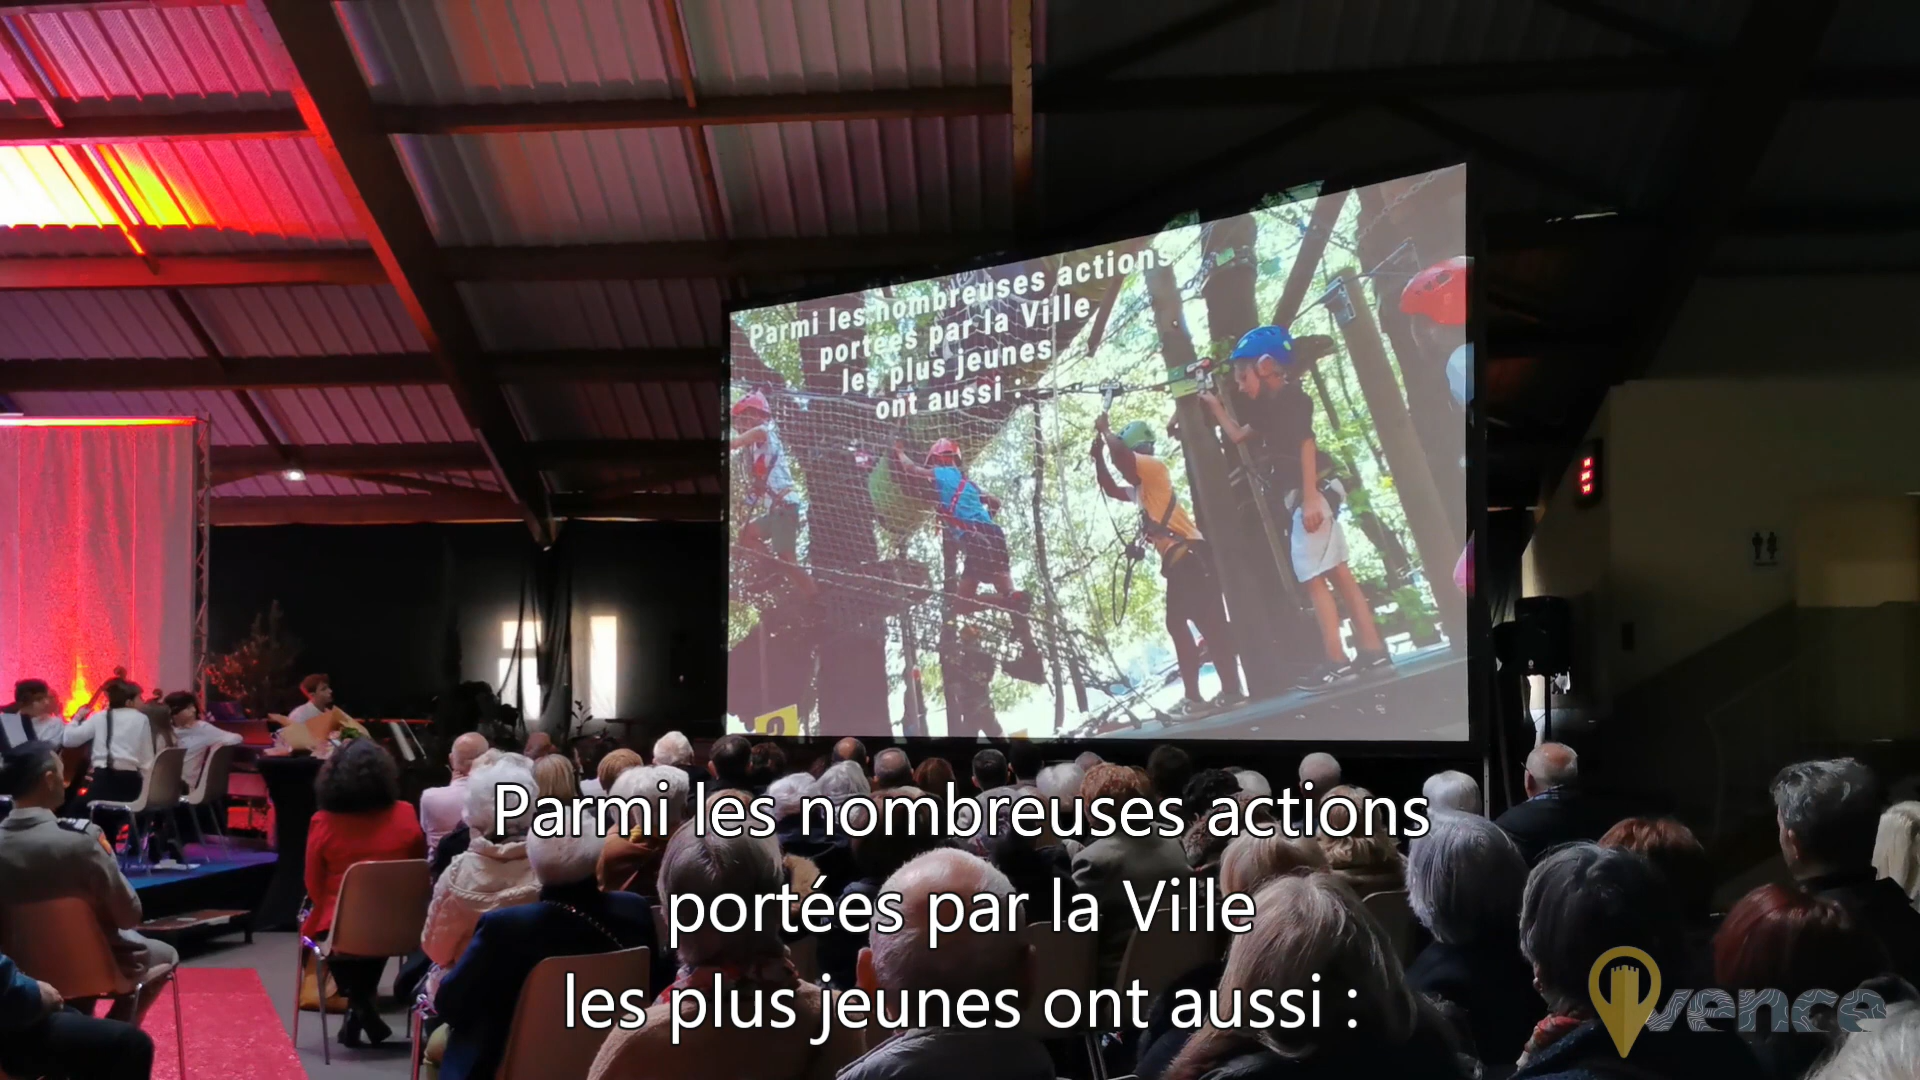 Parmi les nombreuses actions
portées par la Ville
les plus jeunes
ont aussi :
2
Parmi les nombreuses actions
portées par la Ville
les plus jeunes ont aussi :
vence